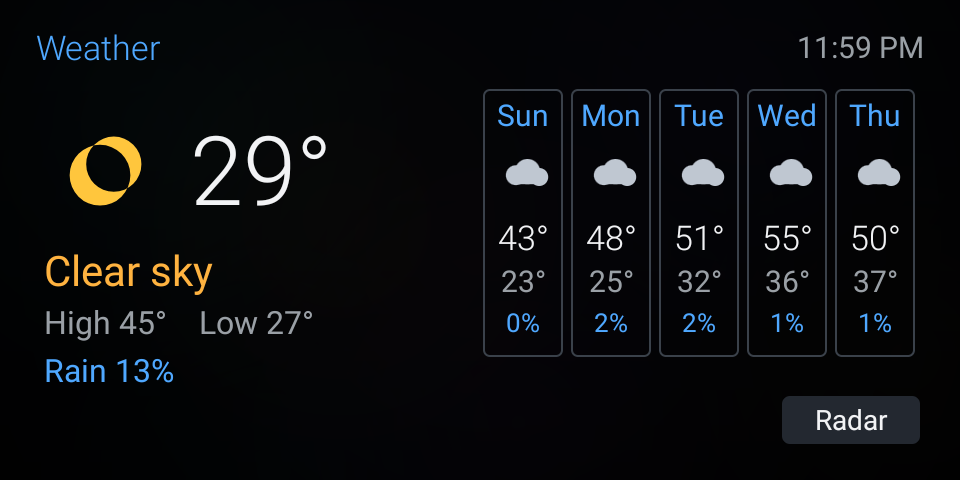 Weather
11:59 PM
29°
Clear sky
High 45° Low 27°
Rain 13%
Sun
43°
23°
0%
Mon
48°
25°
2%
Tue
51°
32°
2%
Wed
55°
36°
1%
Thu
50°
37°
1%
Radar